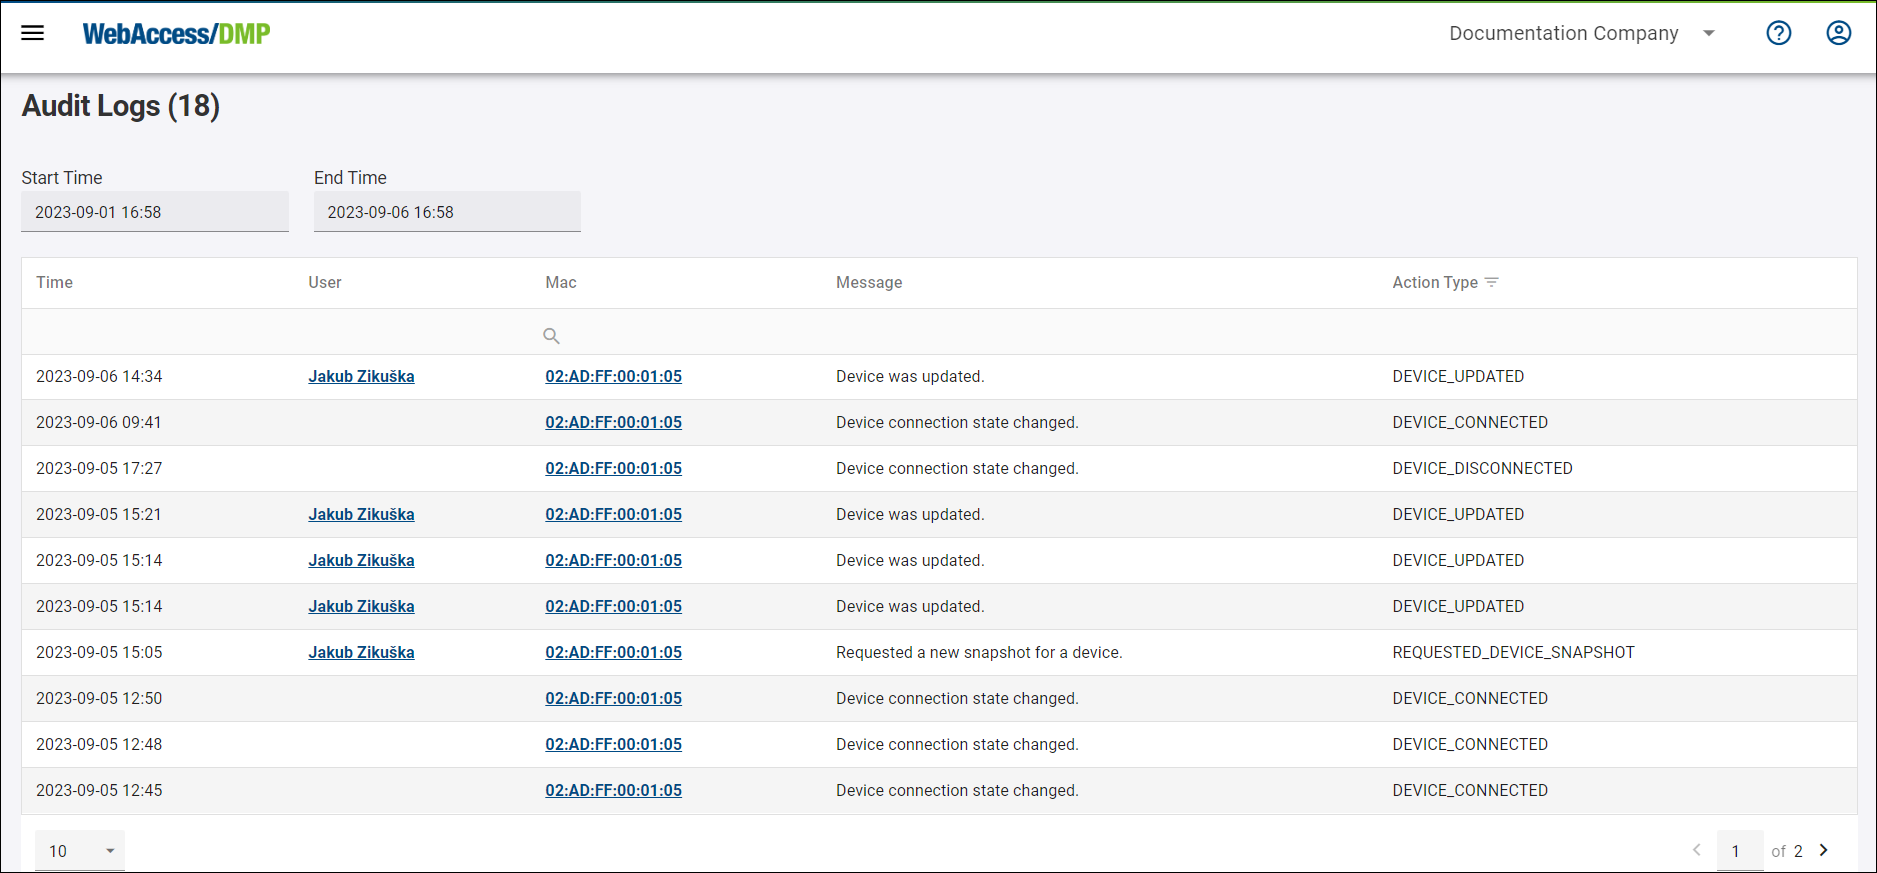 WebAccess/DMP
Documentation Company
Audit Logs (18)
Start Time End Time
2023-09-01 16:58 2023-09-06 16:58
Time User Mac Message Action Type
2023-09-06 14:34 Jakub Zikuška 02:AD:FF:00:01:05 Device was updated. DEVICE_UPDATED
2023-09-06 09:41 02:AD:FF:00:01:05 Device connection state changed. DEVICE_CONNECTED
2023-09-05 17:27 02:AD:FF:00:01:05 Device connection state changed. DEVICE_DISCONNECTED
2023-09-05 15:21 Jakub Zikuška 02:AD:FF:00:01:05 Device was updated. DEVICE_UPDATED
2023-09-05 15:14 Jakub Zikuška 02:AD:FF:00:01:05 Device was updated. DEVICE_UPDATED
2023-09-05 15:14 Jakub Zikuška 02:AD:FF:00:01:05 Device was updated. DEVICE_UPDATED
2023-09-05 15:05 Jakub Zikuška 02:AD:FF:00:01:05 Requested a new snapshot for a device. REQUESTED_DEVICE_SNAPSHOT
2023-09-05 12:50 02:AD:FF:00:01:05 Device connection state changed. DEVICE_CONNECTED
2023-09-05 12:48 02:AD:FF:00:01:05 Device connection state changed. DEVICE_CONNECTED
2023-09-05 12:45 02:AD:FF:00:01:05 Device connection state changed. DEVICE_CONNECTED
10 1 of 2